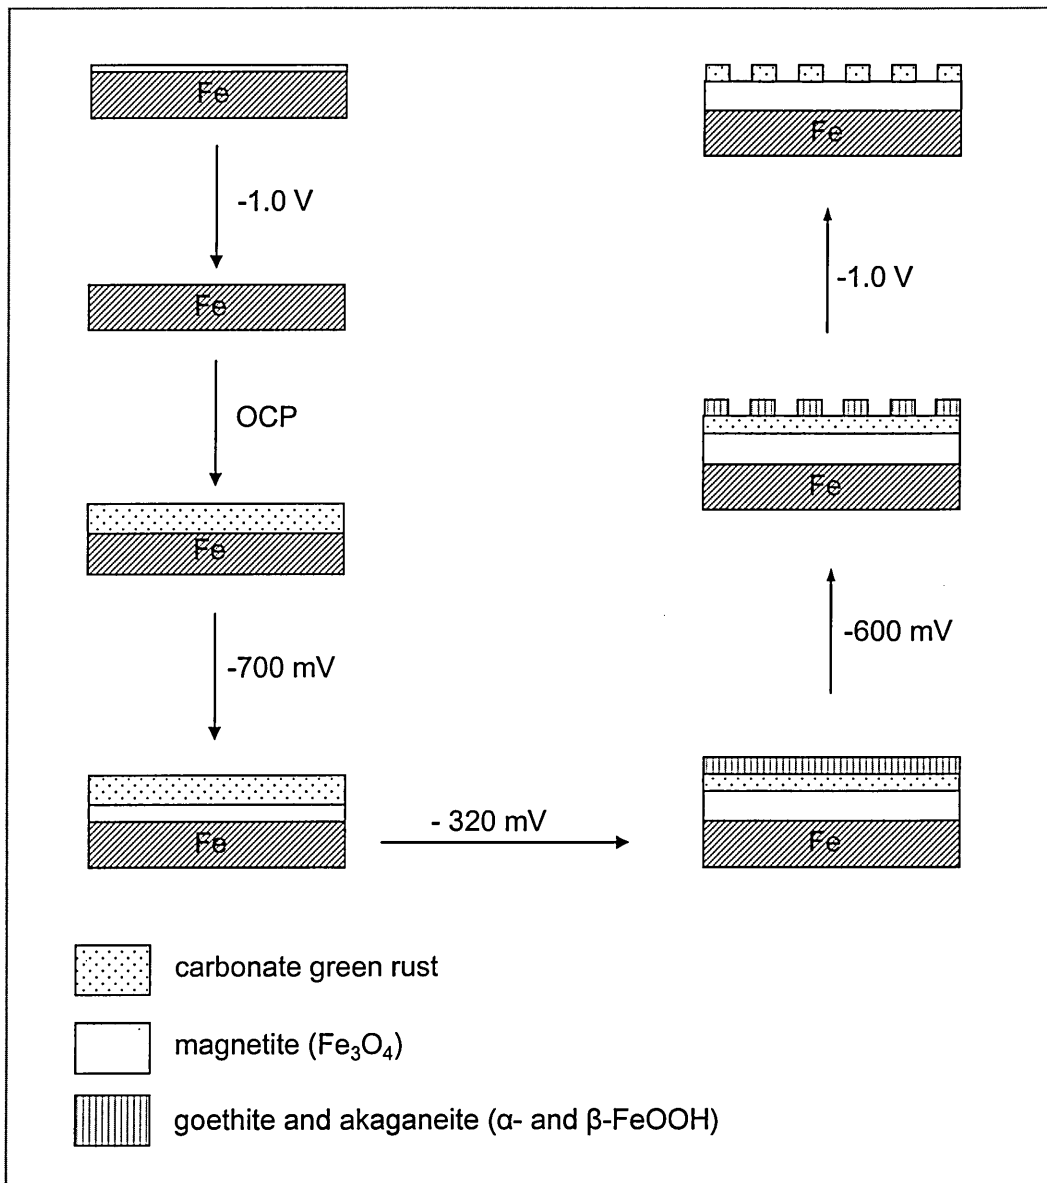 Fe
-1.0 V
Fe
OCP
Fe
-700 mV
Fe
- 320 mV
Fe
-600 mV
Fe
-1.0 V
Fe
carbonate green rust
magnetite (Fe₃O₄)
goethite and akaganeite (α- and β-FeOOH)